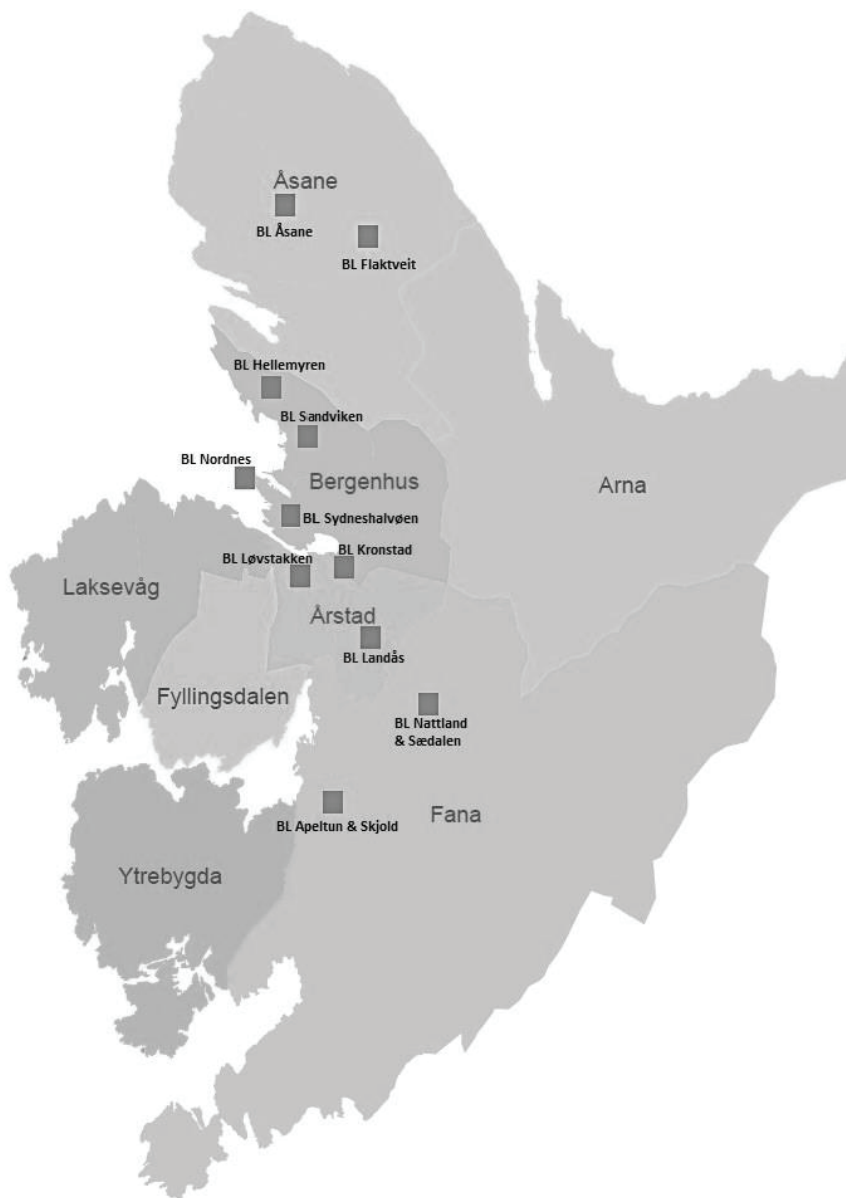 Åsane
BL Åsane
BL Flaktveit
BL Hellemyren
BL Sandviken
BL Nordnes
Bergenhus
Arna
BL Sydneshalvøen
BL Kronstad
BL Løvstakken
Laksevåg
Årstad
BL Landås
Fyllingsdalen
BL Nattland
& Sædalen
BL Apeltun & Skjold
Fana
Ytrebygda